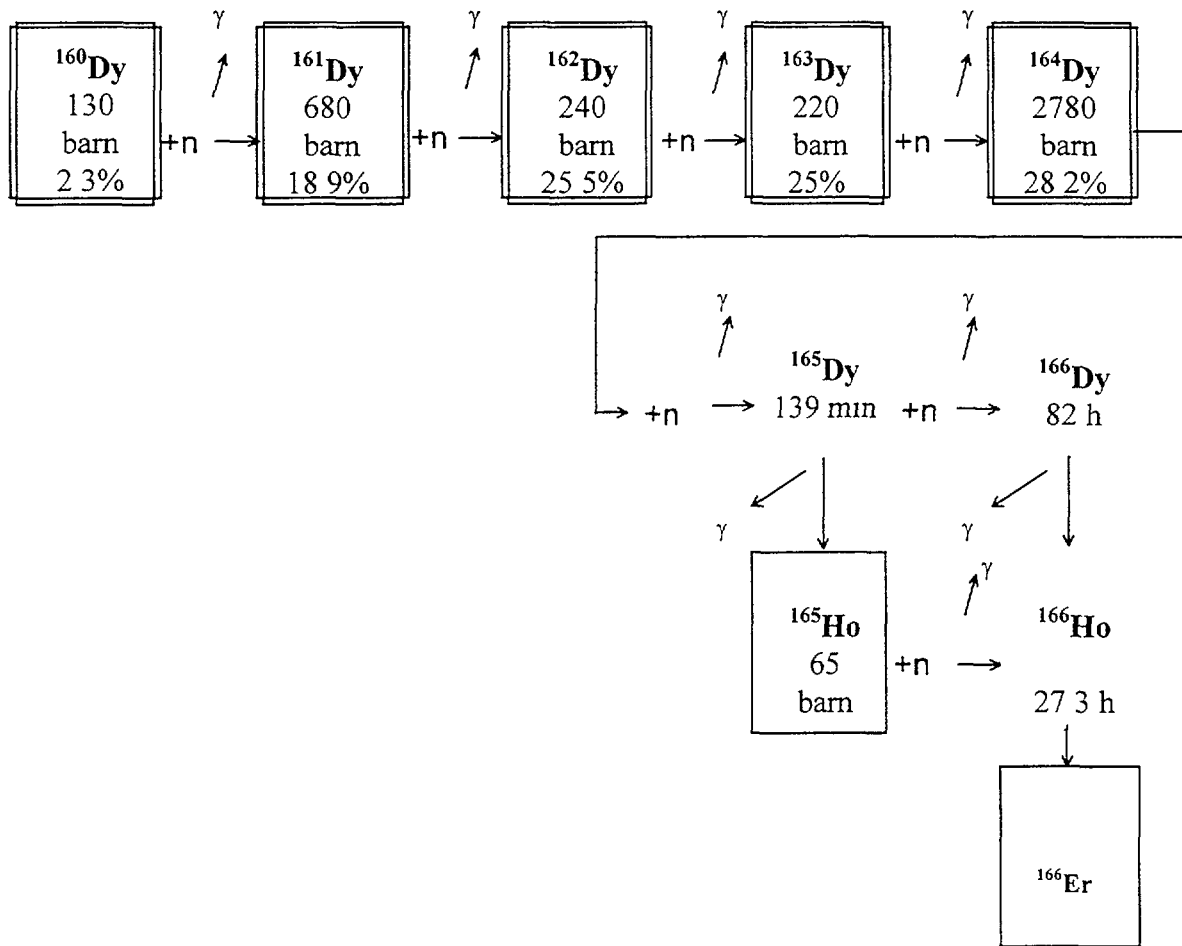 γ γ γ γ
¹⁶⁰Dy
130
barn
2 3%
+n
¹⁶¹Dy
680
barn
18 9%
+n
¹⁶²Dy
240
barn
25 5%
+n
¹⁶³Dy
220
barn
25%
+n
¹⁶⁴Dy
2780
barn
28 2%
γ γ
+n
¹⁶⁵Dy
139 min
+n
¹⁶⁶Dy
82 h
γ γ
γ
¹⁶⁵Ho
65
barn
+n
¹⁶⁶Ho
27 3 h
¹⁶⁶Er